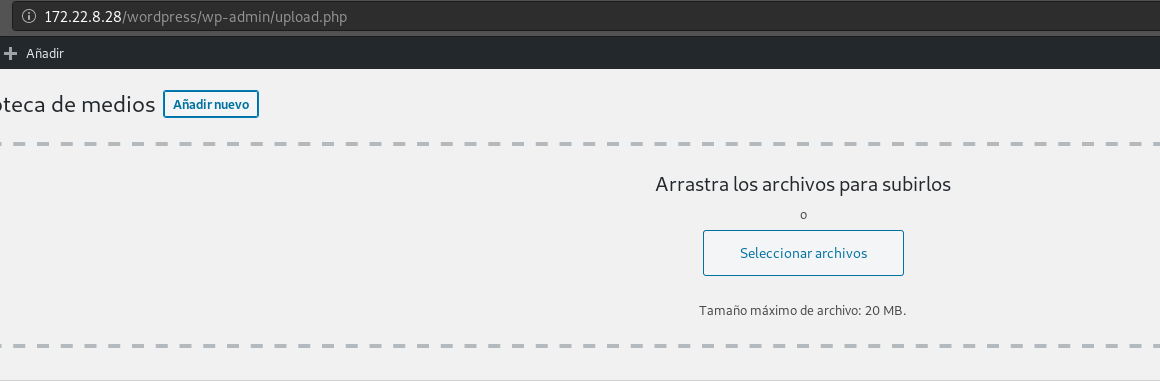 172.22.8.28/wordpress/wp-admin/upload.php
Añadir
oteca de medios Añadir nuevo
Arrastra los archivos para subirlos
o
Seleccionar archivos
Tamaño máximo de archivo: 20 MB.